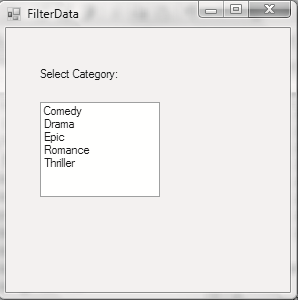 FilterData
Select Category:
Comedy
Drama
Epic
Romance
Thriller